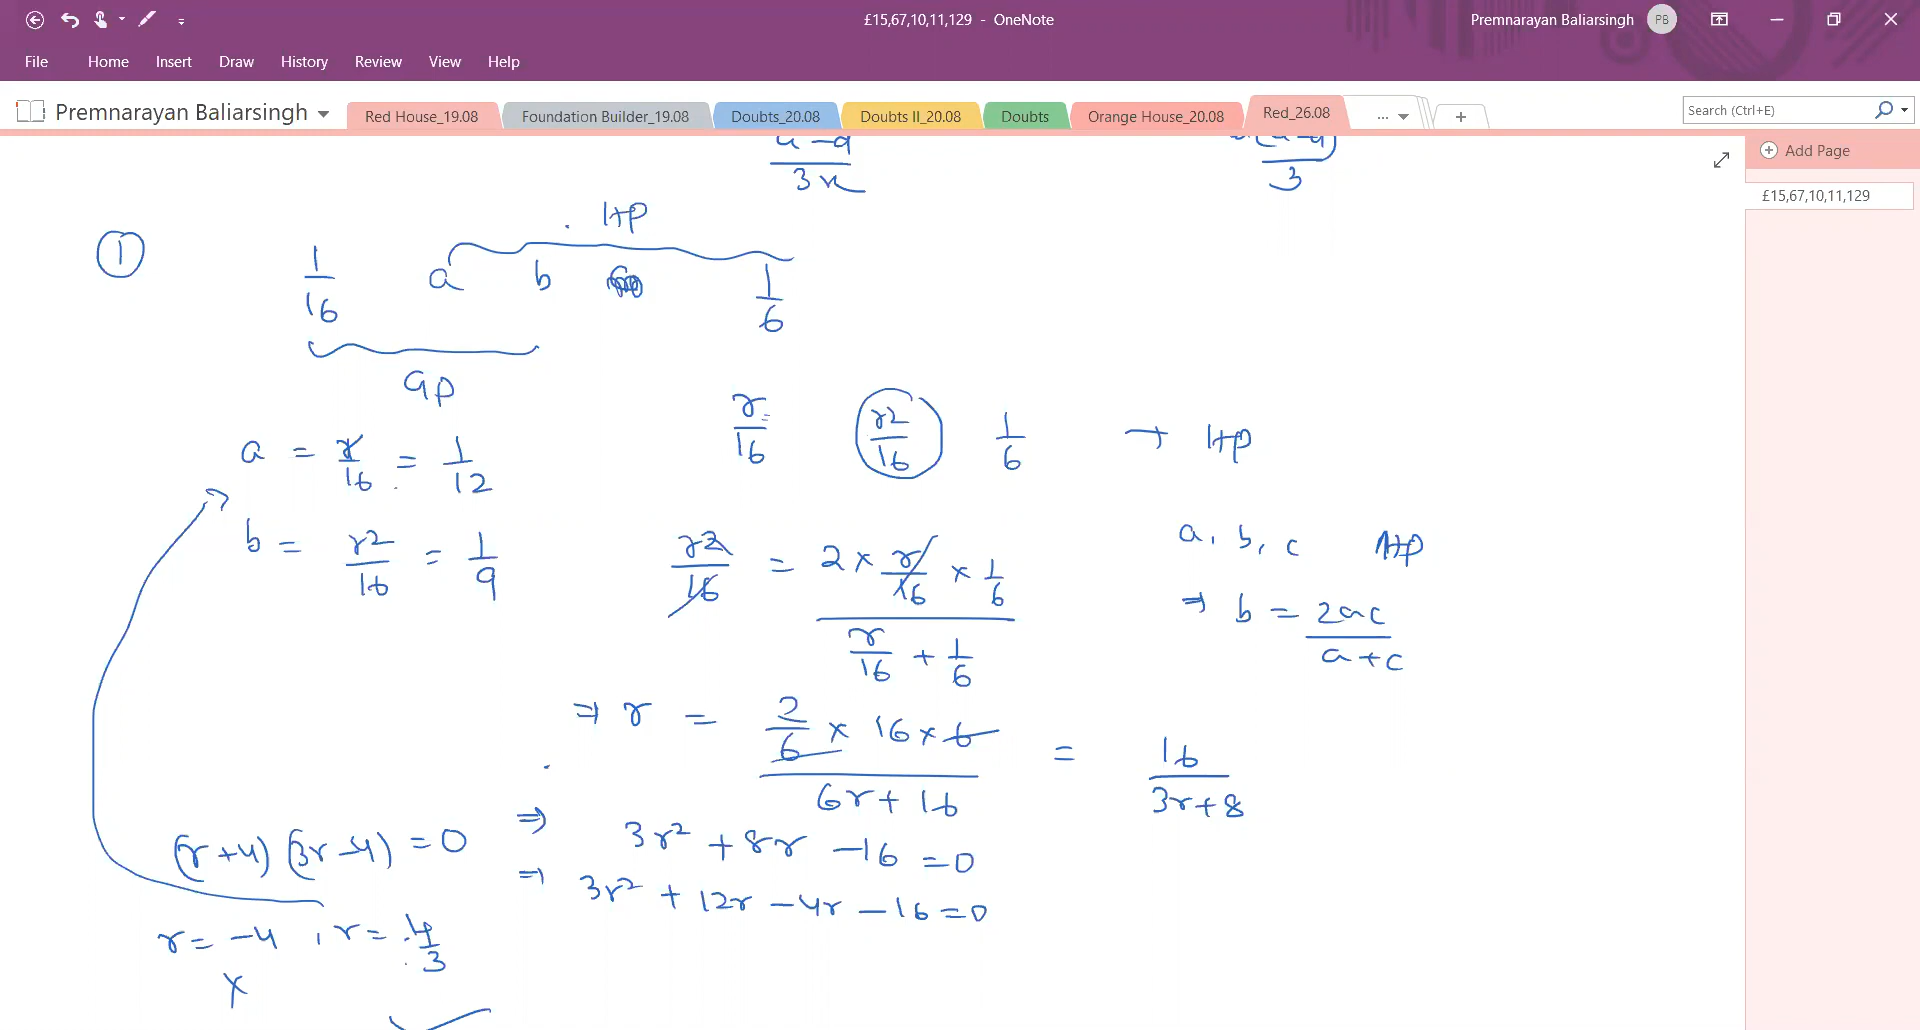 £15,67,10,11,129 - OneNote
Premnarayan Baliarsingh PB
File Home Insert Draw History Review View Help
Premnarayan Baliarsingh
Red House_19.08 Foundation Builder_19.08 Doubts_20.08 Doubts II_20.08 Doubts Orange House_20.08 Red_26.08 ... +
Search (Ctrl+E)
Add Page
£15,67,10,11,129
3x
3
HP
① 1/16 a b 1/6
GP
r/16 r2/16 1/6 → HP
a = r/16 = 1/12
b = r2/16 = 1/9
r2/16 = (2 × r/16 × 1/6)/(r/16 + 1/6)
a, b, c HP
⇒ b = 2ac/(a+c)
⇒ r = (2/6 × 16 × 6)/(6r + 16) = 16/(3r+8)
⇒ 3r² + 8r - 16 = 0
⇒ 3r² + 12r - 4r - 16 = 0
(r+4) (3r-4) = 0
r = -4 , r = 4/3
x